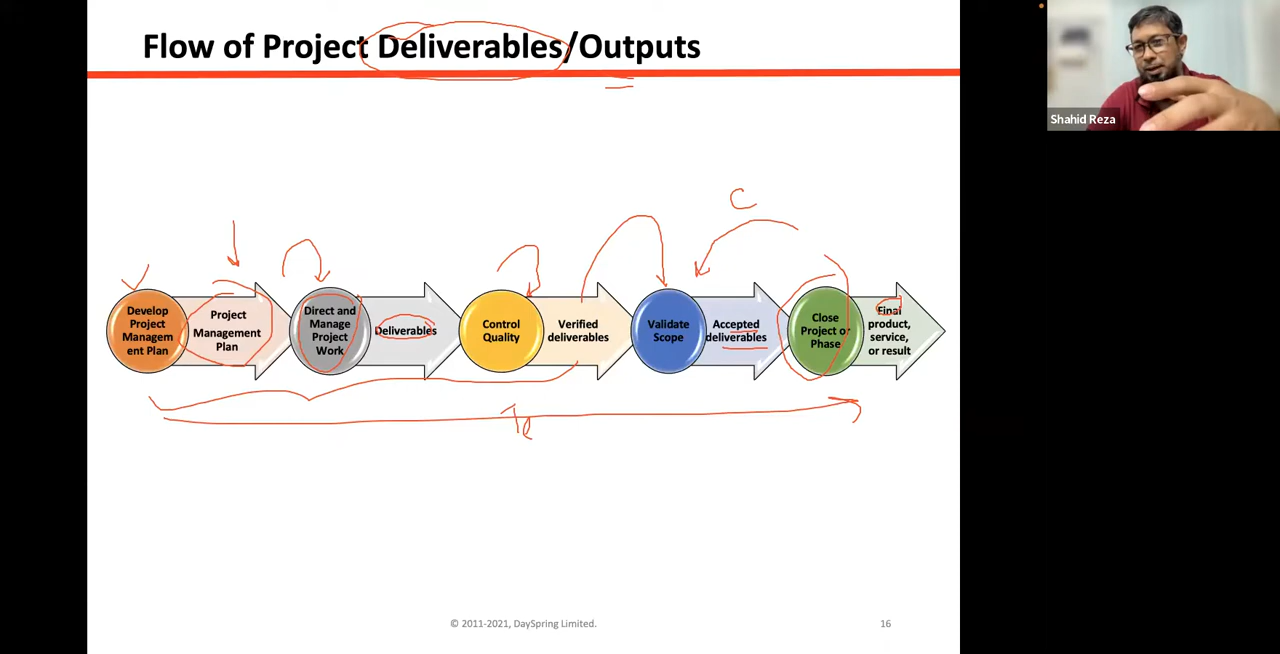 Flow of Project Deliverables/Outputs
Shahid Reza
C
Develop
Project
Managem
ent Plan
Project
Management
Plan
Direct and
Manage
Project
Work
Deliverables
Control
Quality
Verified
deliverables
Validate
Scope
Accepted
deliverables
Close
Project or
Phase
Final
product,
service,
or result
© 2011-2021, DaySpring Limited.
16